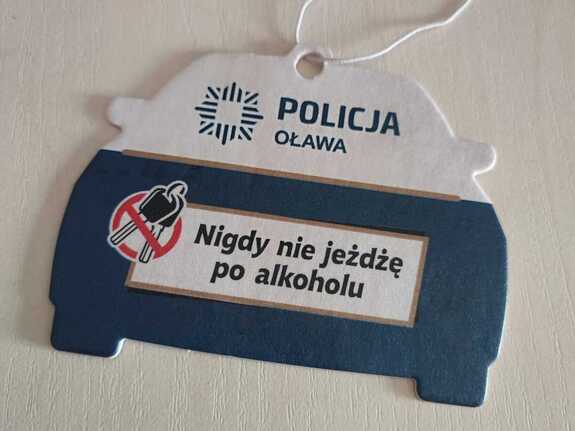 POLICJA
OŁAWA
Nigdy nie jeżdżę
po alkoholu